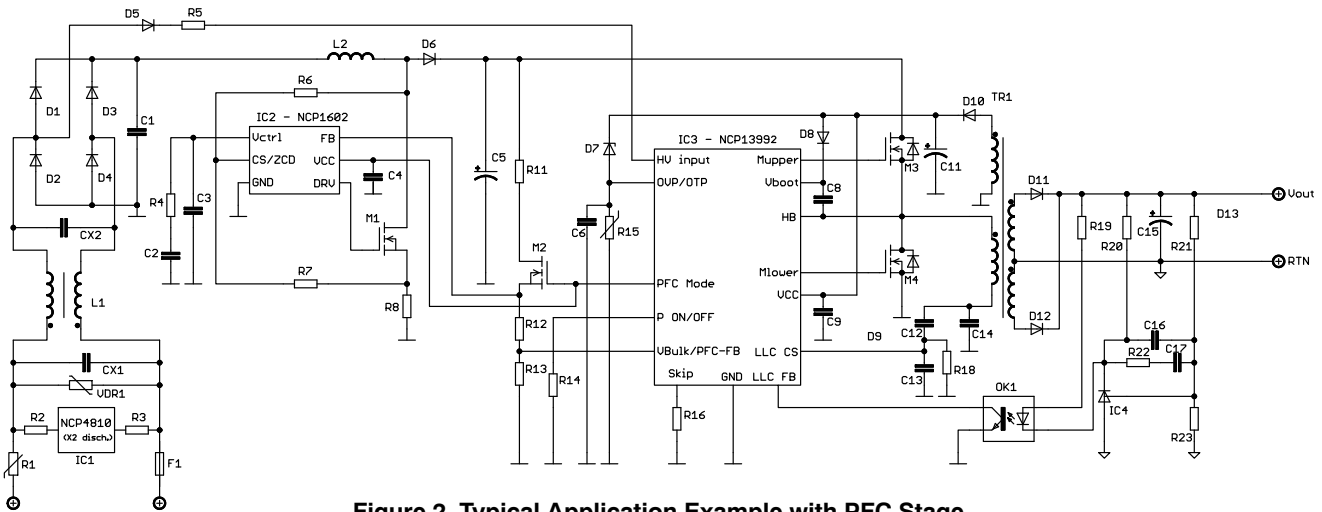 D5
R5
L2
D6
R6
D1
D3
C1
IC2 - NCP1602
Vctrl
FB
CS/ZCD
VCC
GND
DRV
D2
D4
R4
C3
C4
C5
R11
M1
CX2
C2
R7
R8
L1
CX1
VDR1
R2
NCP4810
(X2 disch.)
R3
IC1
R1
F1
D7
C6
R15
M2
R12
R13
R14
IC3 - NCP13992
HV input
Mupper
OVP/OTP
Vboot
HB
Mlower
PFC Mode
VCC
P ON/OFF
VBulk/PFC-FB
LLC CS
Skip
GND
LLC FB
R16
D8
C8
M3
C11
D10
TR1
M4
C9
D9
C12
C14
C13
R18
D11
D12
R19
R20
C15
R21
D13
Vout
RTN
C16
R22
C17
OK1
IC4
R23
Figure 2. Typical Application Example with PFC Stage